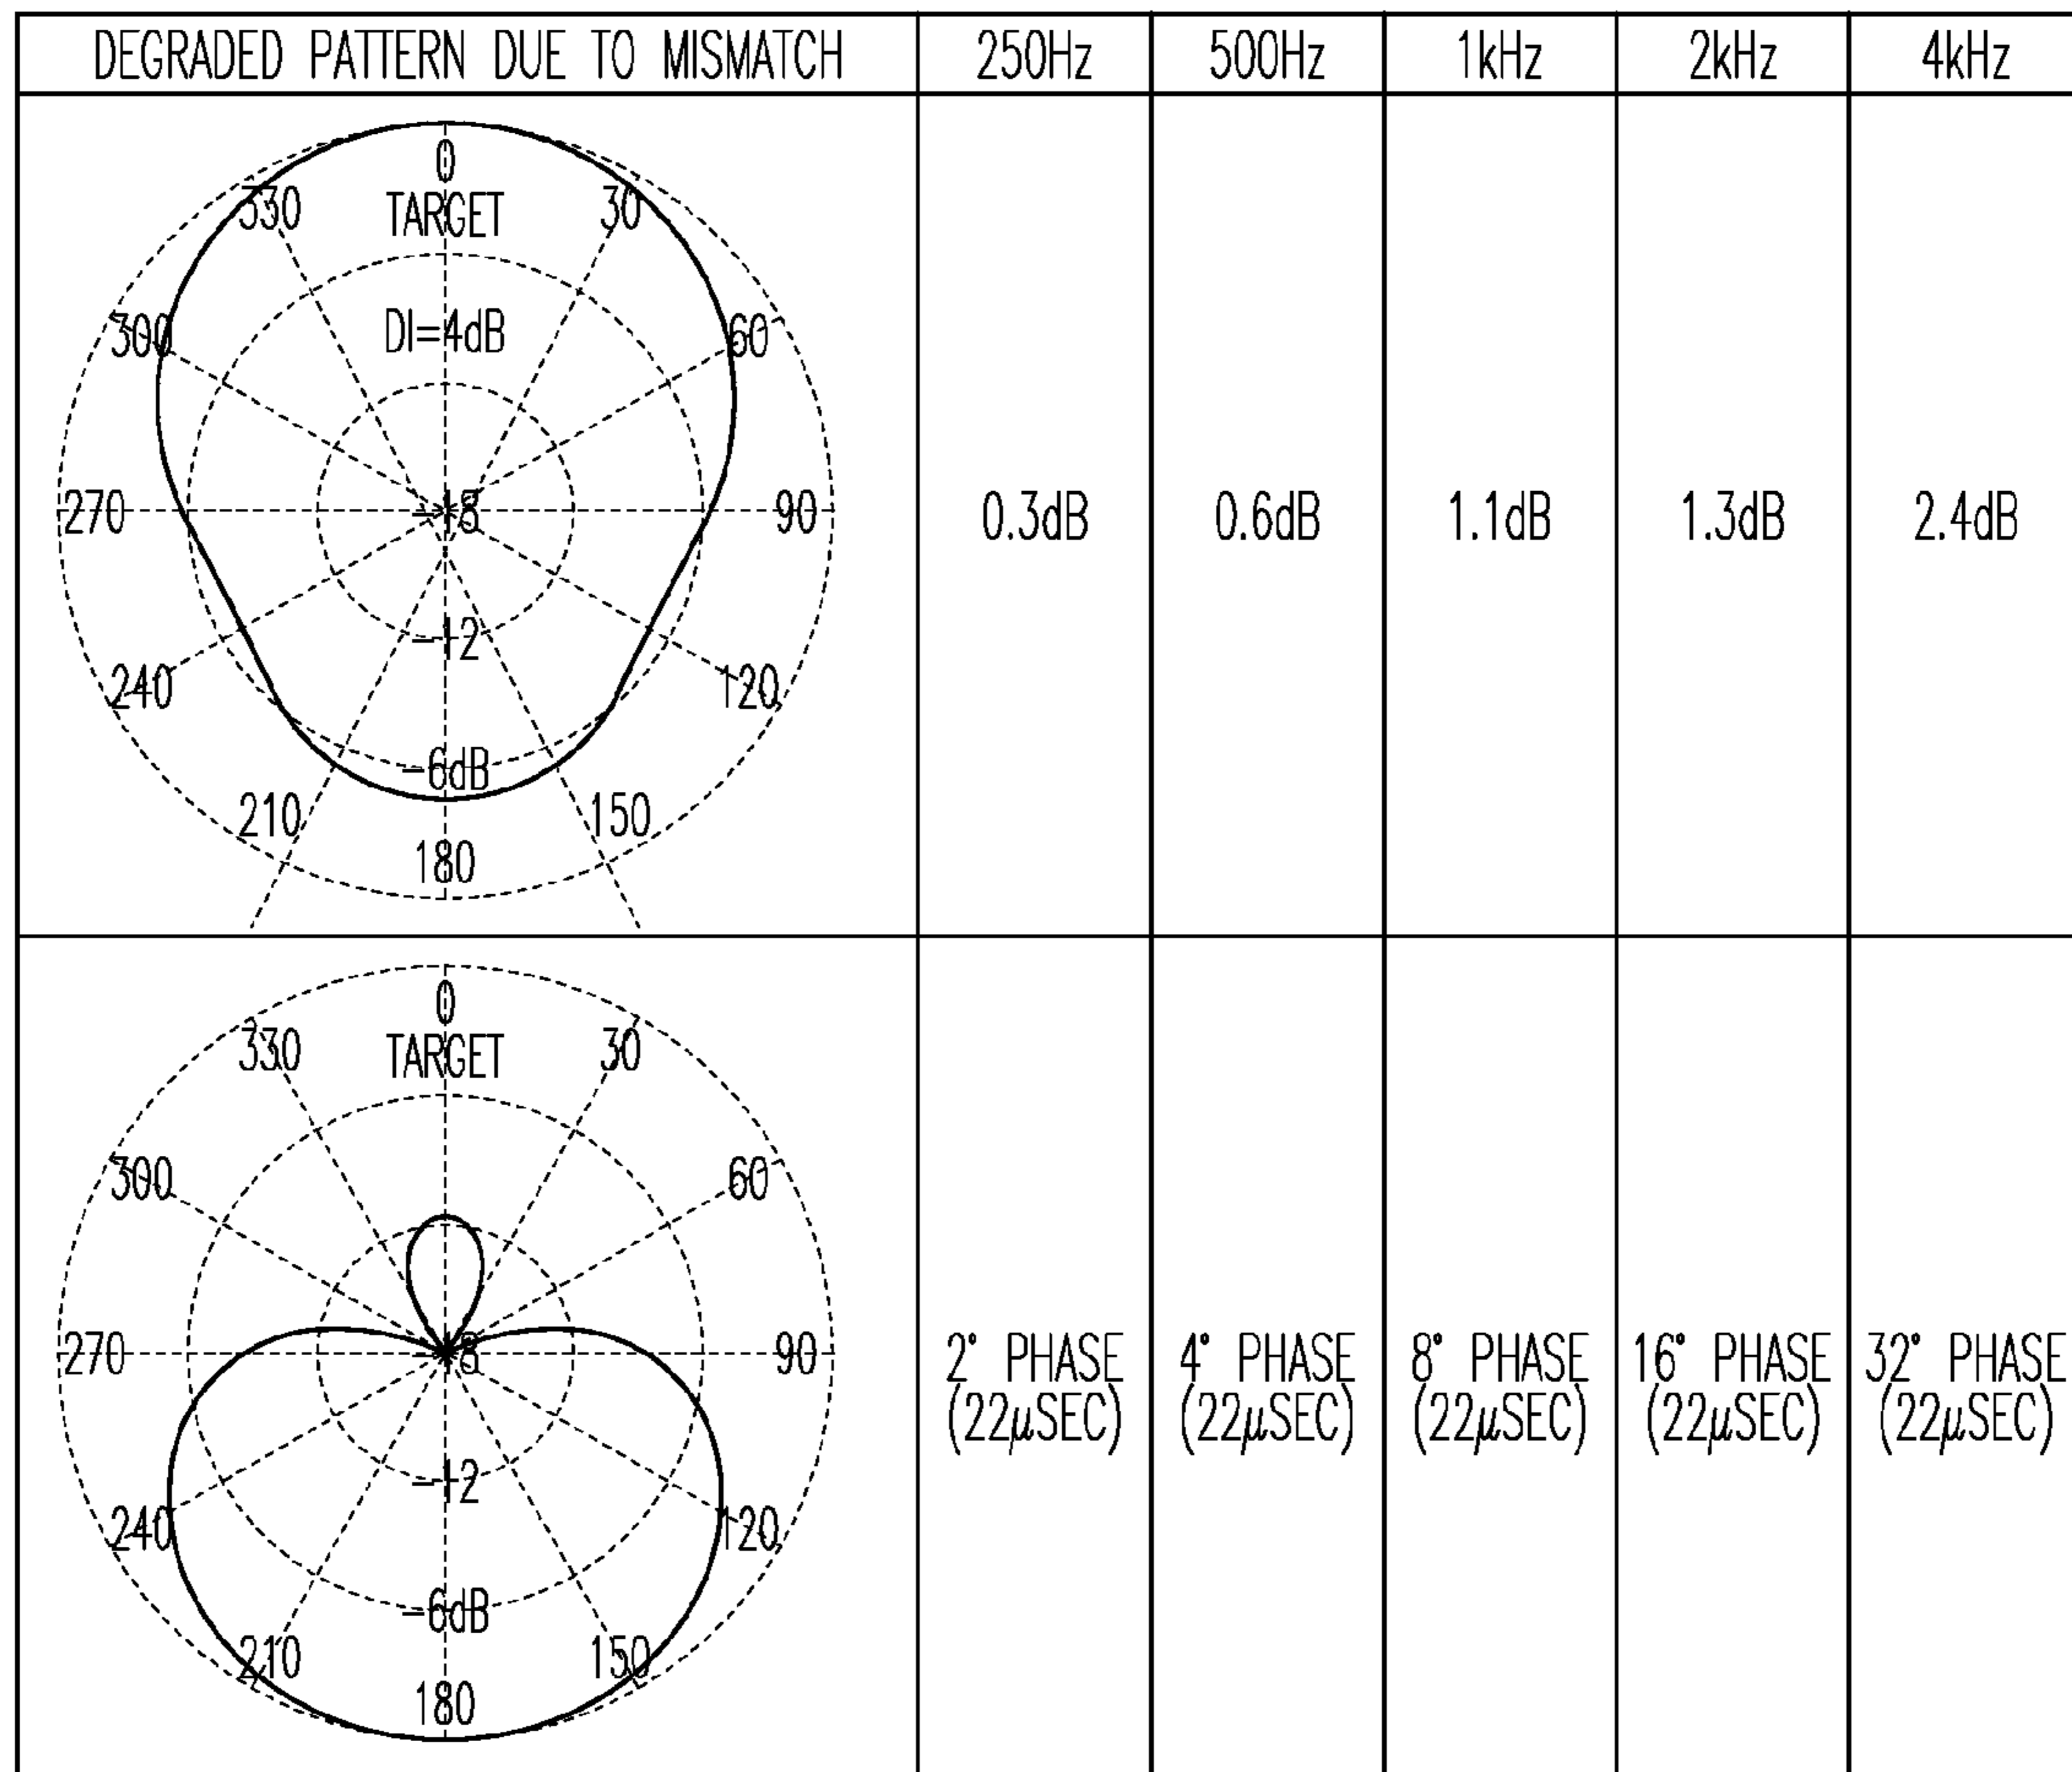 DEGRADED PATTERN DUE TO MISMATCH 250Hz 500Hz 1kHz 2kHz 4kHz
0
330 TARGET 30
300 DI=4dB 60
270 -18 90 0.3dB 0.6dB 1.1dB 1.3dB 2.4dB
-12
240 120
-6dB
210 150
180
0
330 TARGET 30
300 60
270 -18 90 2° PHASE 4° PHASE 8° PHASE 16° PHASE 32° PHASE
(22μSEC) (22μSEC) (22μSEC) (22μSEC) (22μSEC)
-12
240 120
-6dB
210 150
180